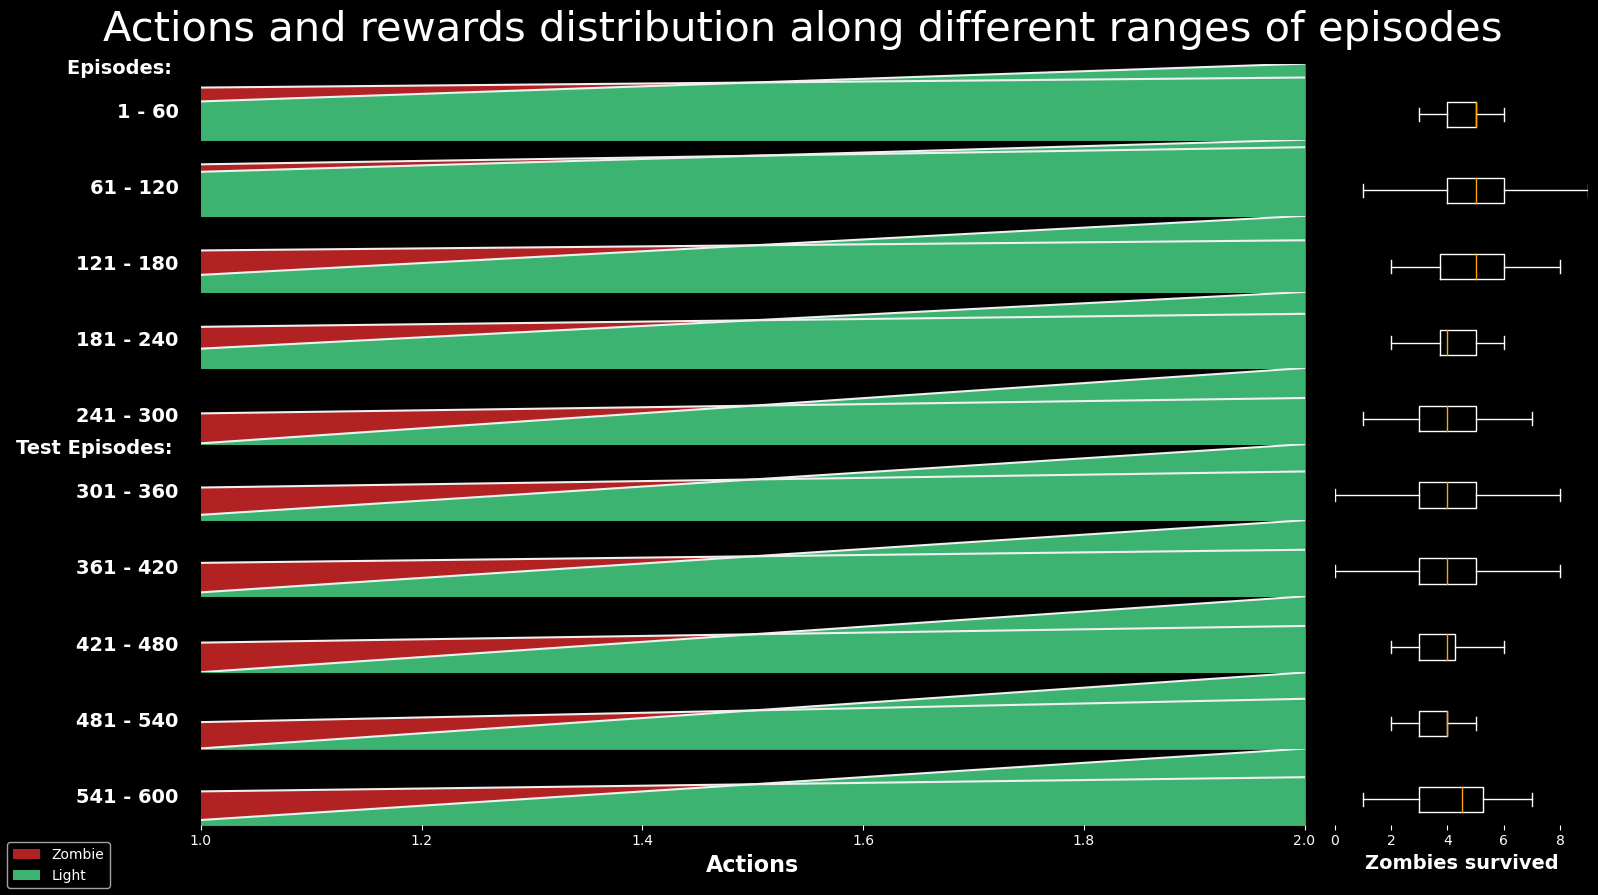 Actions and rewards distribution along different ranges of episodes
Episodes:
1 - 60
61 - 120
121 - 180
181 - 240
241 - 300
Test Episodes:
301 - 360
361 - 420
421 - 480
481 - 540
541 - 600
1.0 1.2 1.4 1.6 1.8 2.0 0 2 4 6 8
Actions Zombies survived
Zombie
Light